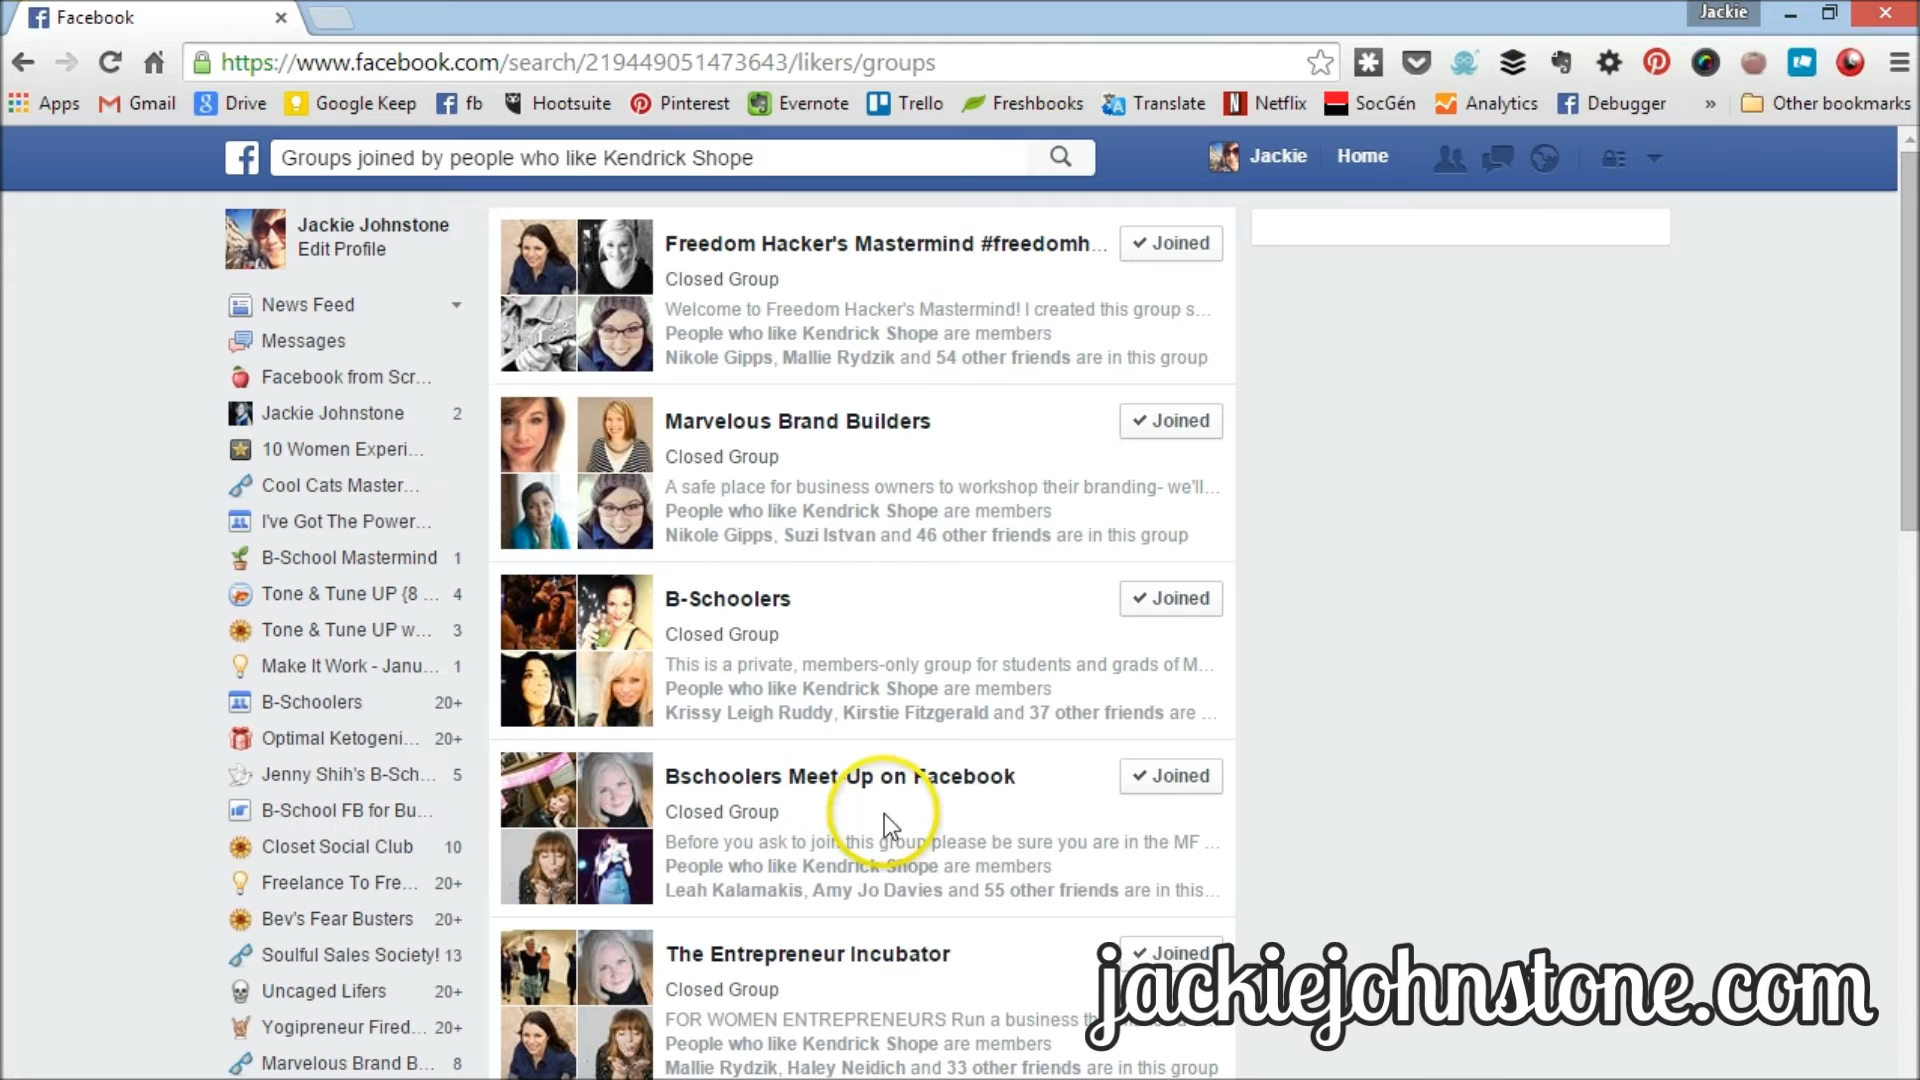 Facebook
Jackie
https://www.facebook.com/search/219449051473643/likers/groups
Apps Gmail Drive Google Keep fb Hootsuite Pinterest Evernote Trello Freshbooks Translate Netflix SocGén Analytics Debugger » Other bookmarks
Groups joined by people who like Kendrick Shope
Jackie Home
Jackie Johnstone
Edit Profile
News Feed
Messages
Facebook from Scr...
Jackie Johnstone 2
10 Women Experi...
Cool Cats Master...
I've Got The Power...
B-School Mastermind 1
Tone & Tune UP {8 ... 4
Tone & Tune UP w... 3
Make It Work - Janu... 1
B-Schoolers 20+
Optimal Ketogeni... 20+
Jenny Shih's B-Sch... 5
B-School FB for Bu...
Closet Social Club 10
Freelance To Fre... 20+
Bev's Fear Busters 20+
Soulful Sales Society! 13
Uncaged Lifers 20+
Yogipreneur Fired... 20+
Marvelous Brand B... 8
Freedom Hacker's Mastermind #freedomh...
Joined
Closed Group
Welcome to Freedom Hacker's Mastermind! I created this group s...
People who like Kendrick Shope are members
Nikole Gipps, Mallie Rydzik and 54 other friends are in this group
Marvelous Brand Builders
Joined
Closed Group
A safe place for business owners to workshop their branding- we'll...
People who like Kendrick Shope are members
Nikole Gipps, Suzi Istvan and 46 other friends are in this group
B-Schoolers
Joined
Closed Group
This is a private, members-only group for students and grads of M...
People who like Kendrick Shope are members
Krissy Leigh Ruddy, Kirstie Fitzgerald and 37 other friends are ...
Bschoolers Meet-Up on Facebook
Joined
Closed Group
Before you ask to join this group please be sure you are in the MF ...
People who like Kendrick Shope are members
Leah Kalamakis, Amy Jo Davies and 55 other friends are in this...
The Entrepreneur Incubator
Joined
Closed Group
FOR WOMEN ENTREPRENEURS Run a business
People who like Kendrick Shope are members
Mallie Rydzik, Haley Neidich and 33 other friends are in this group
jackiejohnstone.com